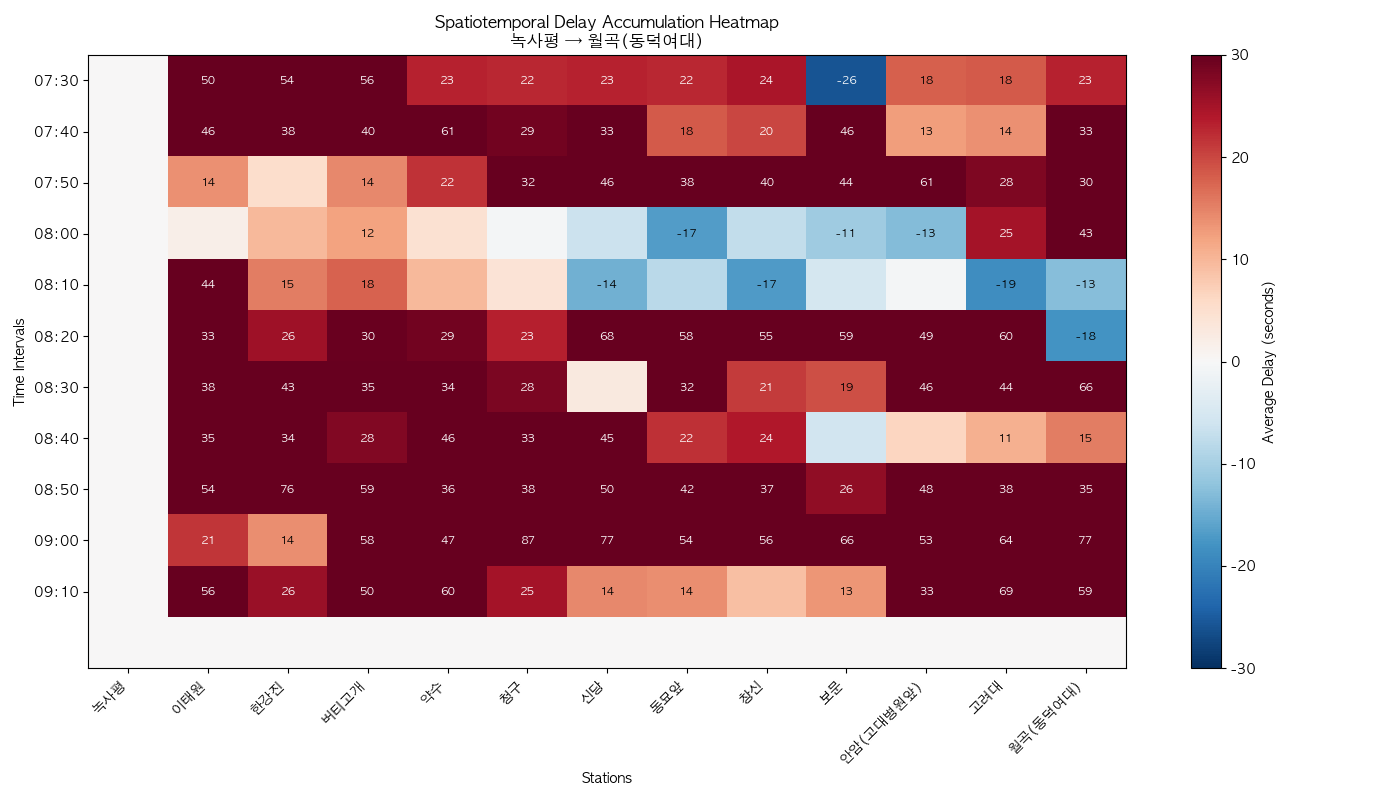 Spatiotemporal Delay Accumulation Heatmap
녹사평 → 월곡(동덕여대)
07:30 50 54 56 23 22 23 22 24 -26 18 18 23
07:40 46 38 40 61 29 33 18 20 46 13 14 33
07:50 14 14 22 32 46 38 40 44 61 28 30
08:00 12 -17 -11 -13 25 43
08:10 44 15 18 -14 -17 -19 -13
08:20 33 26 30 29 23 68 58 55 59 49 60 -18
08:30 38 43 35 34 28 32 21 19 46 44 66
08:40 35 34 28 46 33 45 22 24 11 15
08:50 54 76 59 36 38 50 42 37 26 48 38 35
09:00 21 14 58 47 87 77 54 56 66 53 64 77
09:10 56 26 50 60 25 14 14 13 33 69 59
Time Intervals
녹사평 이태원 한강진 버티고개 약수 청구 신당 동묘앞 창신 보문 안암(고대병원앞) 고려대 월곡(동덕여대)
Stations
30
20
10
0
-10
-20
-30
Average Delay (seconds)